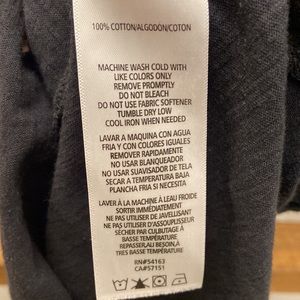 100% COTTON/ALGODÓN/COTON
MACHINE WASH COLD WITH
LIKE COLORS ONLY
REMOVE PROMPTLY
DO NOT BLEACH
DO NOT USE FABRIC SOFTENER
TUMBLE DRY LOW
COOL IRON WHEN NEEDED
LAVAR A MAQUINA CON AGUA
FRIA Y CON COLORES IGUALES
REMOVER RAPIDAMENTE
NO USAR BLANQUEADOR
NO USAR SUAVISADOR DE TELA
SECAR A TEMPERATURA BAJA
PLANCHA FRIA SI NECESITA
LAVER À LA MACHINE À L'EAU FROIDE
SORTIR IMMÉDIATEMENT
NE PAS UTILISER DE JAVELLISANT
NE PAS UTILISER D'ASSOUPLISSEUR
SÉCHER PAR CULBUTAGE À
BASSE TEMPÉRATURE
REPASSER,AU BESOIN,À
TRES BASSE TEMPÉRATURE
RN#54163
CA#57151